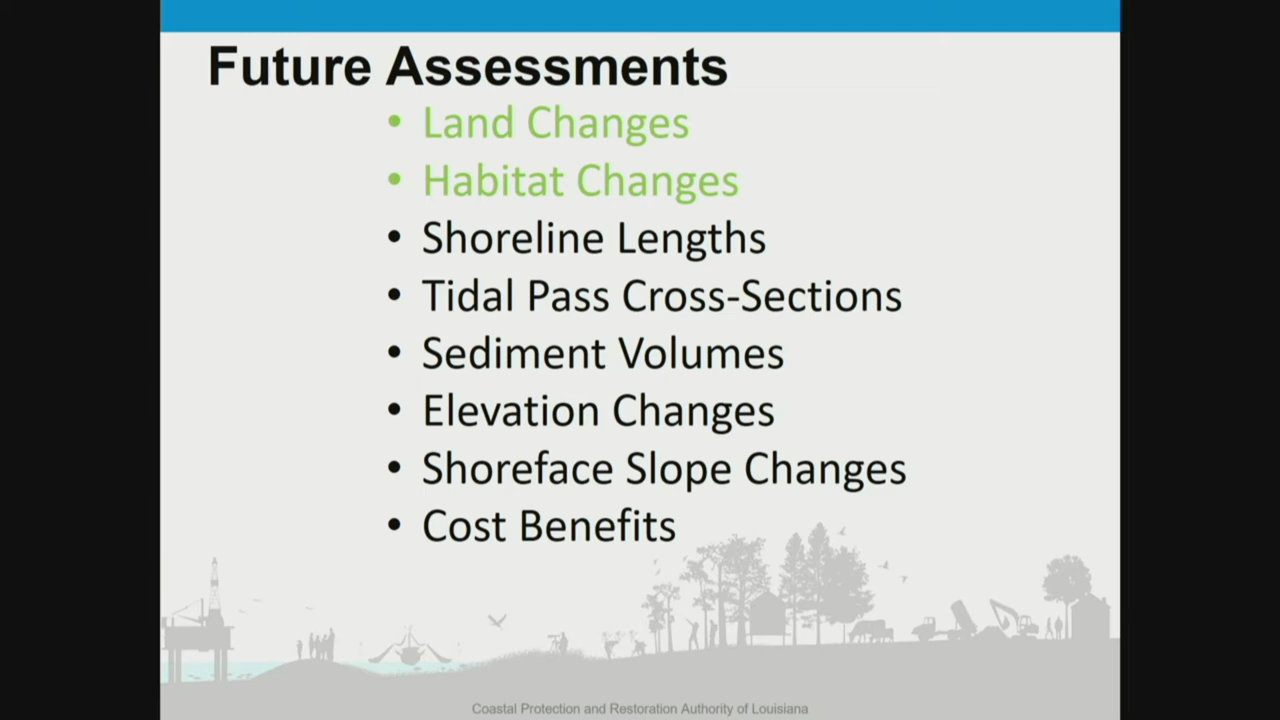 Future Assessments
• Land Changes
• Habitat Changes
• Shoreline Lengths
• Tidal Pass Cross-Sections
• Sediment Volumes
• Elevation Changes
• Shoreface Slope Changes
• Cost Benefits
Coastal Protection and Restoration Authority of Louisiana